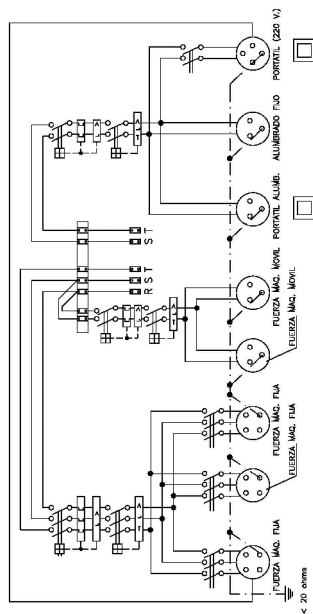 PORTATIL (220 V.)
ALUMBRADO FIJO
PORTATIL ALUMB.
FUERZA MAQ. MOVIL
FUERZA MAQ. MOVIL
FUERZA MAQ. FIJA
FUERZA MAQ. FIJA
FUERZA MAQ. FIJA
S T
R S T
< 20 ohms